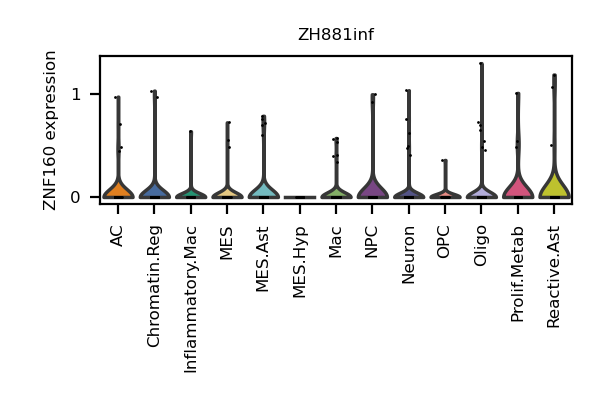 ZH881inf
ZNF160 expression
1
0
AC
Chromatin.Reg
Inflammatory.Mac
MES
MES.Ast
MES.Hyp
Mac
NPC
Neuron
OPC
Oligo
Prolif.Metab
Reactive.Ast